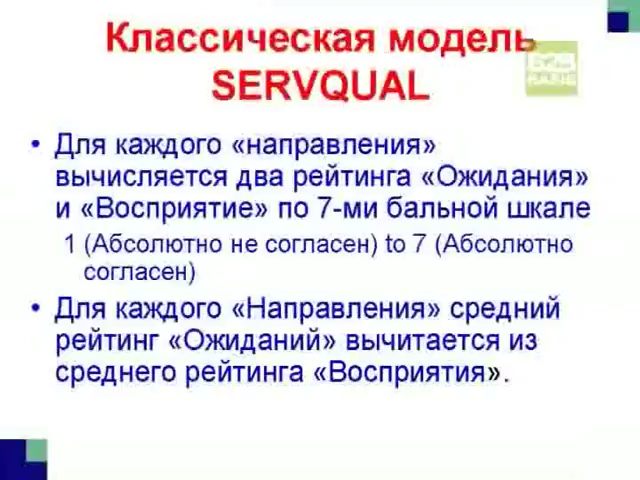 Классическая модель
SERVQUAL
• Для каждого «направления»
вычисляется два рейтинга «Ожидания»
и «Восприятие» по 7-ми бальной шкале
1 (Абсолютно не согласен) to 7 (Абсолютно
согласен)
• Для каждого «Направления» средний
рейтинг «Ожиданий» вычитается из
среднего рейтинга «Восприятия».